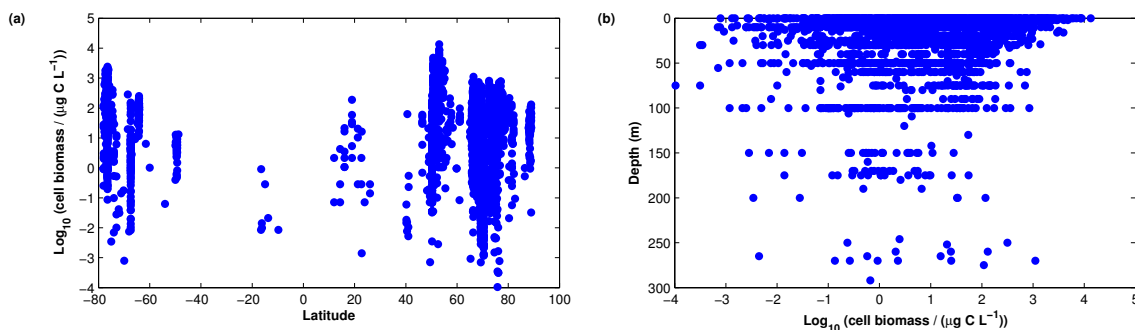 (a)
5
4
3
2
1
0
−1
−2
−3
−4
Log₁₀ (cell biomass / (μg C L⁻¹))
−80 −60 −40 −20 0 20 40 60 80 100
Latitude
(b)
0
50
100
150
200
250
300
Depth (m)
−4 −3 −2 −1 0 1 2 3 4 5
Log₁₀ (cell biomass / (μg C L⁻¹))